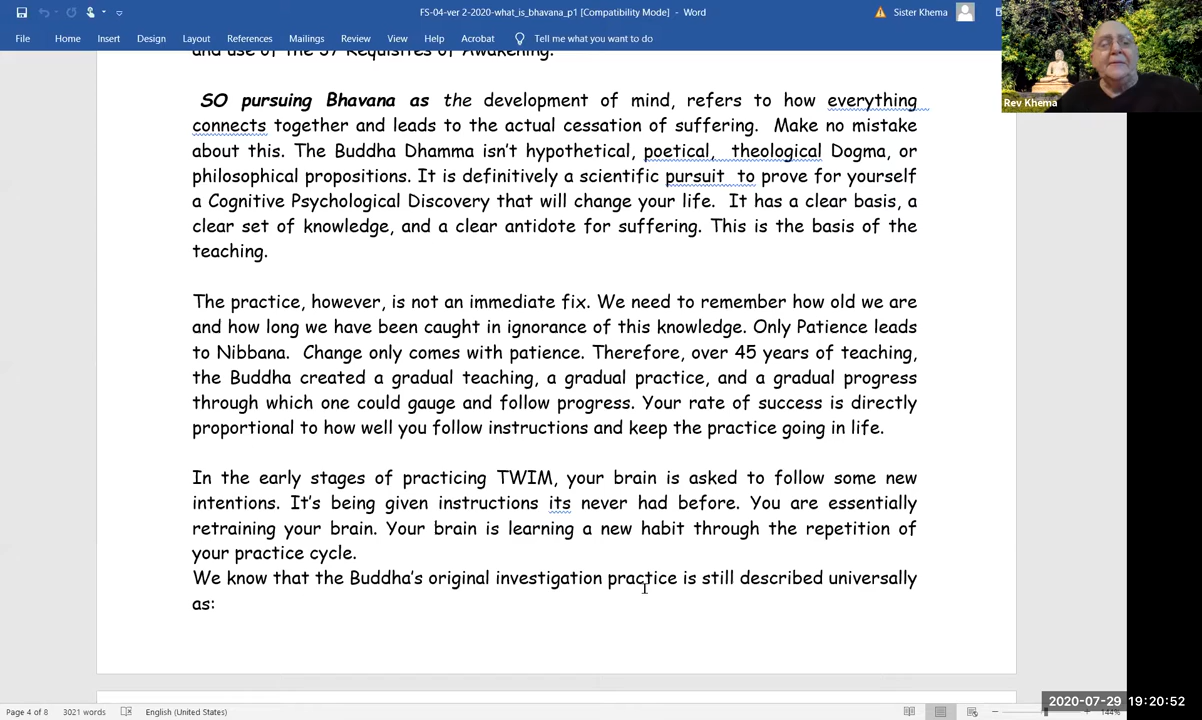 FS-04-ver 2-2020-what_is_bhavana_p1 [Compatibility Mode] - Word
Sister Khema
File Home Insert Design Layout References Mailings Review View Help Acrobat Tell me what you want to do
Rev Khema
and use of the 37 Requisites of Awakening.
SO pursuing Bhavana as the development of mind, refers to how everything
connects together and leads to the actual cessation of suffering. Make no mistake
about this. The Buddha Dhamma isn't hypothetical, poetical, theological Dogma, or
philosophical propositions. It is definitively a scientific pursuit to prove for yourself
a Cognitive Psychological Discovery that will change your life. It has a clear basis, a
clear set of knowledge, and a clear antidote for suffering. This is the basis of the
teaching.
The practice, however, is not an immediate fix. We need to remember how old we are
and how long we have been caught in ignorance of this knowledge. Only Patience leads
to Nibbana. Change only comes with patience. Therefore, over 45 years of teaching,
the Buddha created a gradual teaching, a gradual practice, and a gradual progress
through which one could gauge and follow progress. Your rate of success is directly
proportional to how well you follow instructions and keep the practice going in life.
In the early stages of practicing TWIM, your brain is asked to follow some new
intentions. It's being given instructions its never had before. You are essentially
retraining your brain. Your brain is learning a new habit through the repetition of
your practice cycle.
We know that the Buddha's original investigation practice is still described universally
as:
2020-07-29 19:20:52
Page 4 of 8 3021 words English (United States) 144%